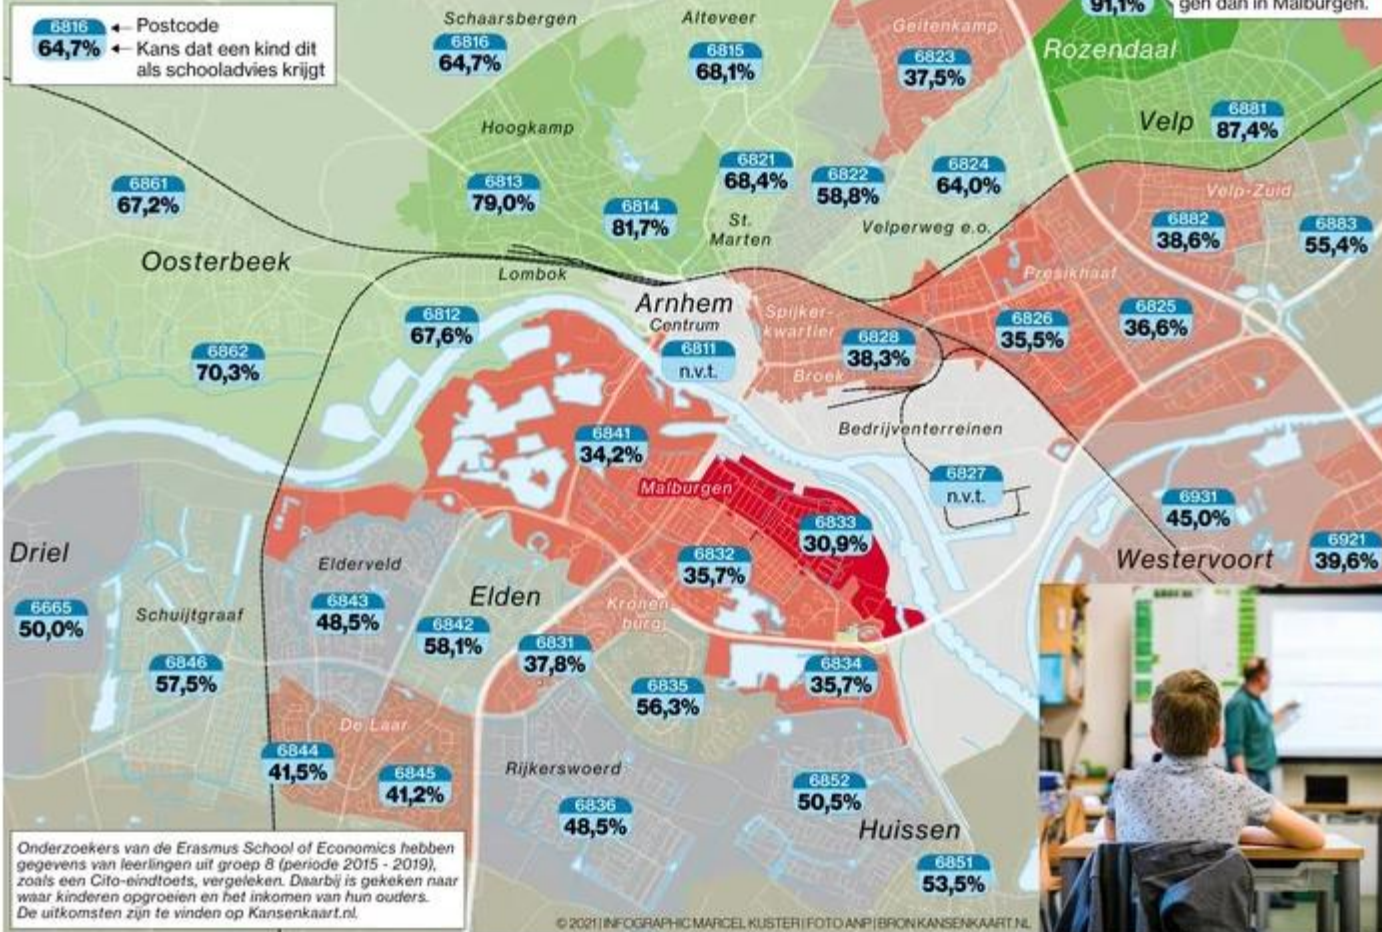 6816
Postcode
64,7%
Kans dat een kind dit
als schooladvies krijgt
91,1%
gen dan in Malburgen.
Schaarsbergen
6816
64,7%
Alteveer
6815
68,1%
Geitenkamp
6823
37,5%
Rozendaal
Velp
6881
87,4%
Hoogkamp
6861
67,2%
6813
79,0%
6814
81,7%
6821
68,4%
6822
58,8%
6824
64,0%
St.
Marten
Velperweg e.o.
Velp-Zuid
6882
38,6%
6883
55,4%
Oosterbeek
Lombok
Arnhem
Centrum
6811
n.v.t.
Spijker-
kwartier
6828
38,3%
Broek
Presikhaaf
6826
35,5%
6825
36,6%
6812
67,6%
6862
70,3%
Bedrijventerreinen
6827
n.v.t.
6841
34,2%
Malburgen
6833
30,9%
6832
35,7%
6931
45,0%
Westervoort
6921
39,6%
Driel
6665
50,0%
Schuijtgraaf
6846
57,5%
Elderveld
6843
48,5%
Elden
6842
58,1%
Kronen-
burg
6831
37,8%
6835
56,3%
6834
35,7%
De Laar
6844
41,5%
6845
41,2%
Rijkerswoerd
6836
48,5%
6852
50,5%
Huissen
6851
53,5%
Onderzoekers van de Erasmus School of Economics hebben
gegevens van leerlingen uit groep 8 (periode 2015 - 2019),
zoals een Cito-eindtoets, vergeleken. Daarbij is gekeken naar
waar kinderen opgroeien en het inkomen van hun ouders.
De uitkomsten zijn te vinden op Kansenkaart.nl.
© 2021 | INFOGRAPHIC MARCEL KUSTER | FOTO ANP | BRON KANSENKAART.NL